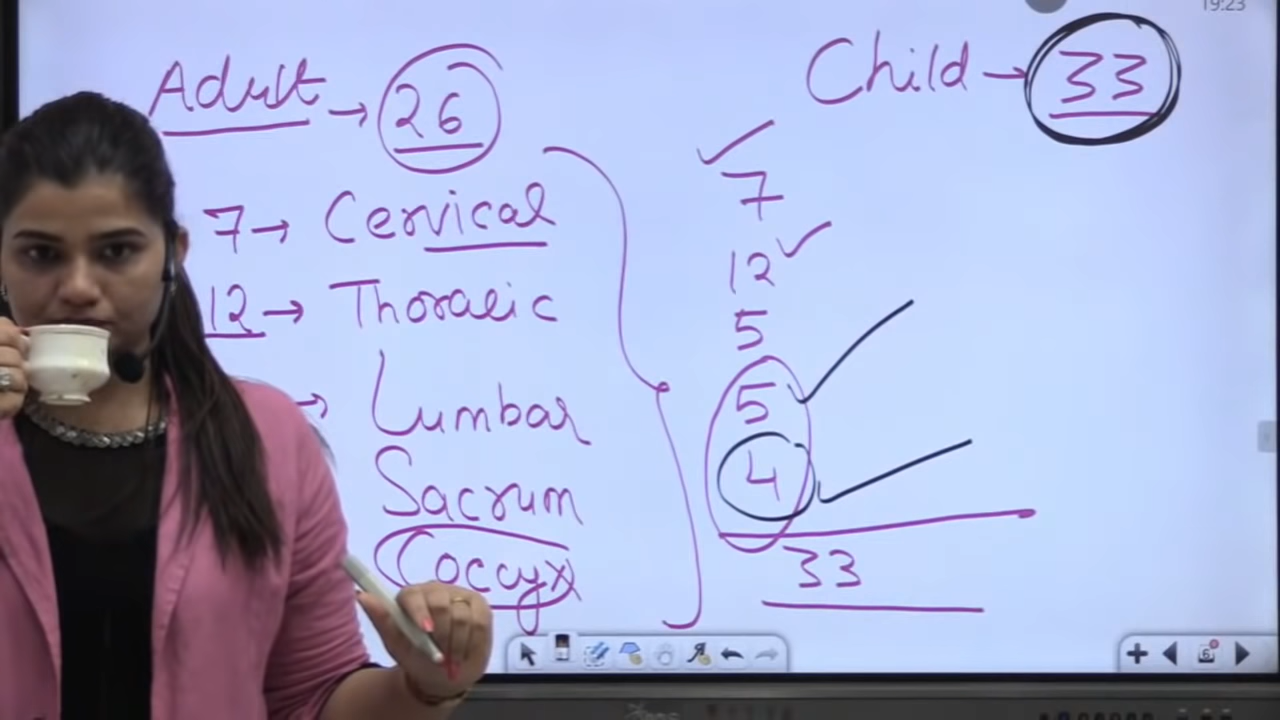 19:23
Adult → 26
7 → Cervical
12 → Thoracic
→ Lumbar
Sacrum
Coccyx
Child → 33
7
12
5
5
4
33